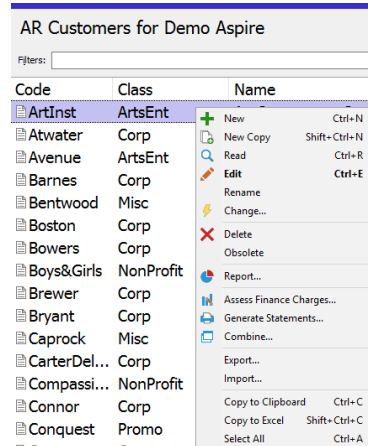 AR Customers for Demo Aspire
Filters:
Code Class Name
ArtInst ArtsEnt
Atwater Corp
Avenue ArtsEnt
Barnes Corp
Bentwood Misc
Boston Corp
Bowers Corp
Boys&Girls NonProfit
Brewer Corp
Bryant Corp
Caprock Misc
CarterDel... Corp
Compassi... NonProfit
Connor Corp
Conquest Promo
New Ctrl+N
New Copy Shift+Ctrl+N
Read Ctrl+R
Edit Ctrl+E
Rename
Change...
Delete
Obsolete
Report...
Assess Finance Charges...
Generate Statements...
Combine...
Export...
Import...
Copy to Clipboard Ctrl+C
Copy to Excel Shift+Ctrl+C
Select All Ctrl+A